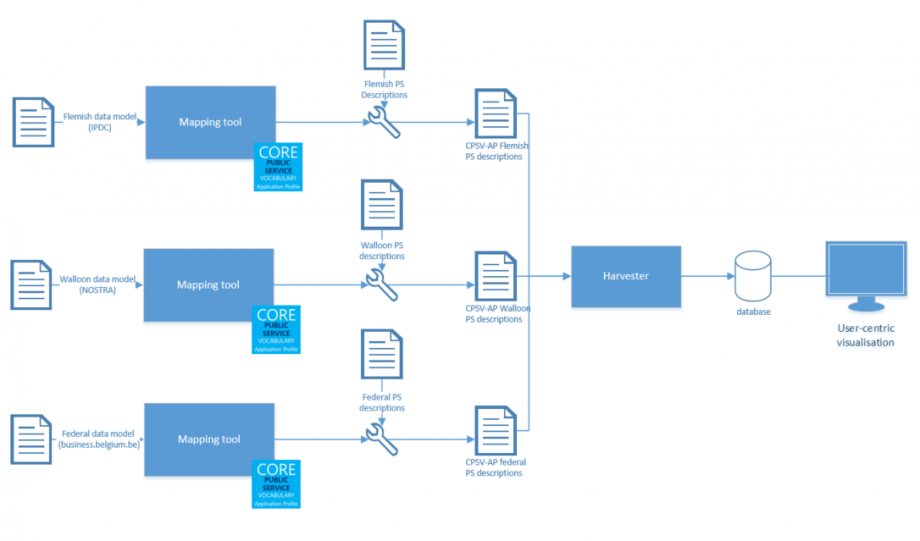 Flemish PS
Descriptions
Flemish data model
(IPDC)
Mapping tool
CORE
PUBLIC
SERVICE
VOCABULARY
Application Profile
CPSV-AP Flemish
PS descriptions
Walloon PS
descriptions
Walloon data model
(NOSTRA)
Mapping tool
CORE
PUBLIC
SERVICE
VOCABULARY
Application Profile
CPSV-AP Walloon
PS descriptions
Harvester
database
User-centric
visualisation
Federal PS
descriptions
Federal data model
(business.belgium.be)
Mapping tool
CORE
PUBLIC
SERVICE
VOCABULARY
Application Profile
CPSV-AP federal
PS descriptions